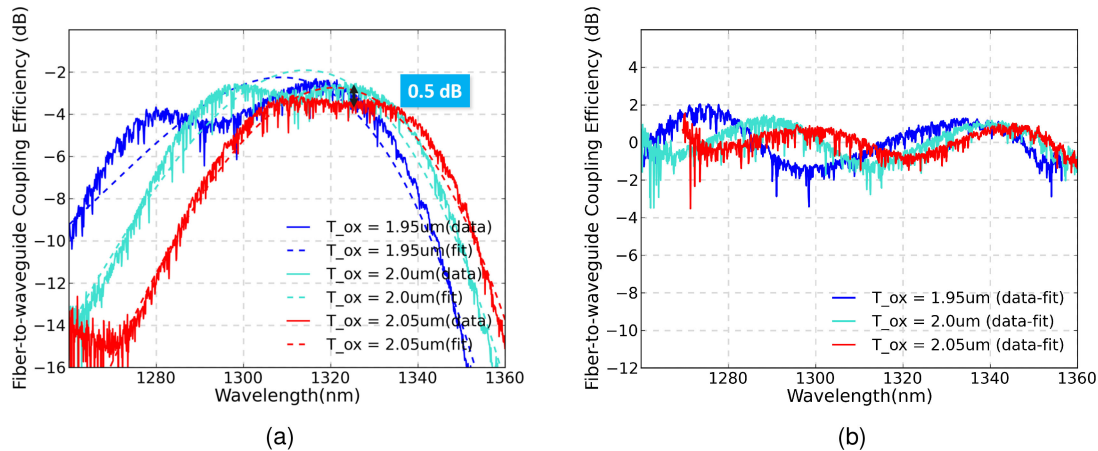 Fiber-to-waveguide Coupling Efficiency (dB)
−2
−4
−6
−8
−10
−12
−14
−16
0.5 dB
T_ox = 1.95um(data)
T_ox = 1.95um(fit)
T_ox = 2.0um(data)
T_ox = 2.0um(fit)
T_ox = 2.05um(data)
T_ox = 2.05um(fit)
1280 1300 1320 1340 1360
Wavelength(nm)
(a)
Fiber-to-waveguide Coupling Efficiency (dB)
4
2
0
−2
−4
−8
−10
−12
T_ox = 1.95um (data-fit)
T_ox = 2.0um (data-fit)
T_ox = 2.05um (data-fit)
1280 1300 1320 1340 1360
Wavelength(nm)
(b)